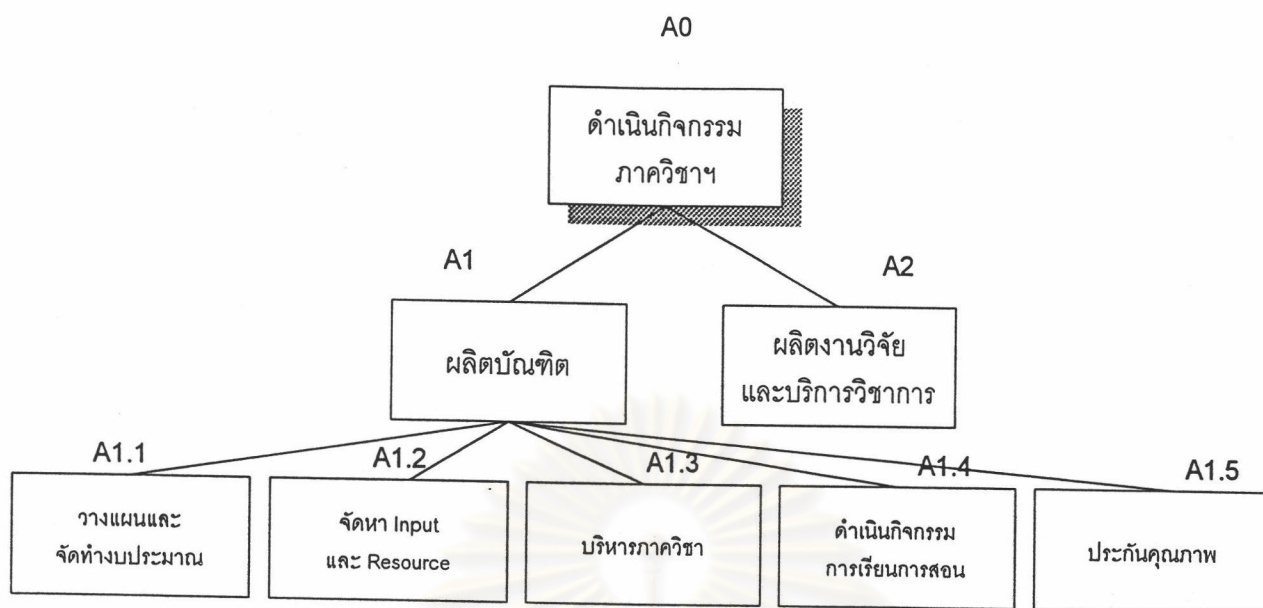 A0
ดำเนินกิจกรรม
ภาควิชาฯ
A1
A2
ผลิตบัณฑิต
ผลิตงานวิจัย
และบริการวิชาการ
A1.1
A1.2
A1.3
A1.4
A1.5
วางแผนและ
จัดทำงบประมาณ
จัดหา Input
และ Resource
บริหารภาควิชา
ดำเนินกิจกรรม
การเรียนการสอน
ประกันคุณภาพ